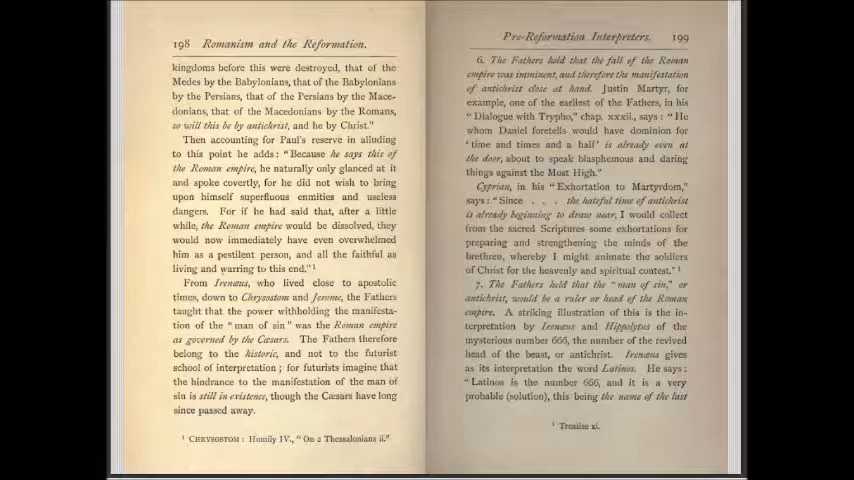 198 Romanism and the Reformation.
kingdoms before this were destroyed, that of the
Medes by the Babylonians, that of the Babylonians
by the Persians, that of the Persians by the Mace-
donians, that of the Macedonians by the Romans,
so will this be by antichrist, and he by Christ."
Then accounting for Paul's reserve in alluding
to this point he adds: "Because he says this of
the Roman empire, he naturally only glanced at it
and spoke covertly, for he did not wish to bring
upon himself superfluous enmities and useless
dangers. For if he had said that, after a little
while, the Roman empire would be dissolved, they
would now immediately have even overwhelmed
him as a pestilent person, and all the faithful as
living and warring to this end."¹
From Irenæus, who lived close to apostolic
times, down to Chrysostom and Jerome, the Fathers
taught that the power withholding the manifesta-
tion of the "man of sin" was the Roman empire
as governed by the Cæsars. The Fathers therefore
belong to the historic, and not to the futurist
school of interpretation; for futurists imagine that
the hindrance to the manifestation of the man of
sin is still in existence, though the Cæsars have long
since passed away.
¹ CHRYSOSTOM: Homily IV., "On 2 Thessalonians ii."
Pre-Reformation Interpreters. 199
6. The Fathers held that the fall of the Roman
empire was imminent, and therefore the manifestation
of antichrist close at hand. Justin Martyr, for
example, one of the earliest of the Fathers, in his
"Dialogue with Trypho," chap. xxxii., says: "He
whom Daniel foretells would have dominion for
'time and times and a half' is already even at
the door, about to speak blasphemous and daring
things against the Most High."
Cyprian, in his "Exhortation to Martyrdom,"
says: "Since . . . the hateful time of antichrist
is already beginning to draw near, I would collect
from the sacred Scriptures some exhortations for
preparing and strengthening the minds of the
brethren, whereby I might animate the soldiers
of Christ for the heavenly and spiritual contest."¹
7. The Fathers held that the "man of sin," or
antichrist, would be a ruler or head of the Roman
empire. A striking illustration of this is the in-
terpretation by Irenæus and Hippolytus of the
mysterious number 666, the number of the revived
head of the beast, or antichrist. Irenæus gives
as its interpretation the word Latinos. He says:
"Latinos is the number 666, and it is a very
probable (solution), this being the name of the last
¹ Treatise xi.